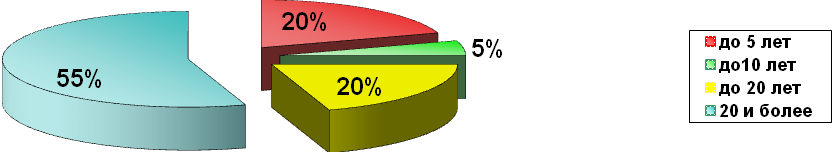 20%
5%
55%
20%
до 5 лет
до10 лет
до 20 лет
20 и более